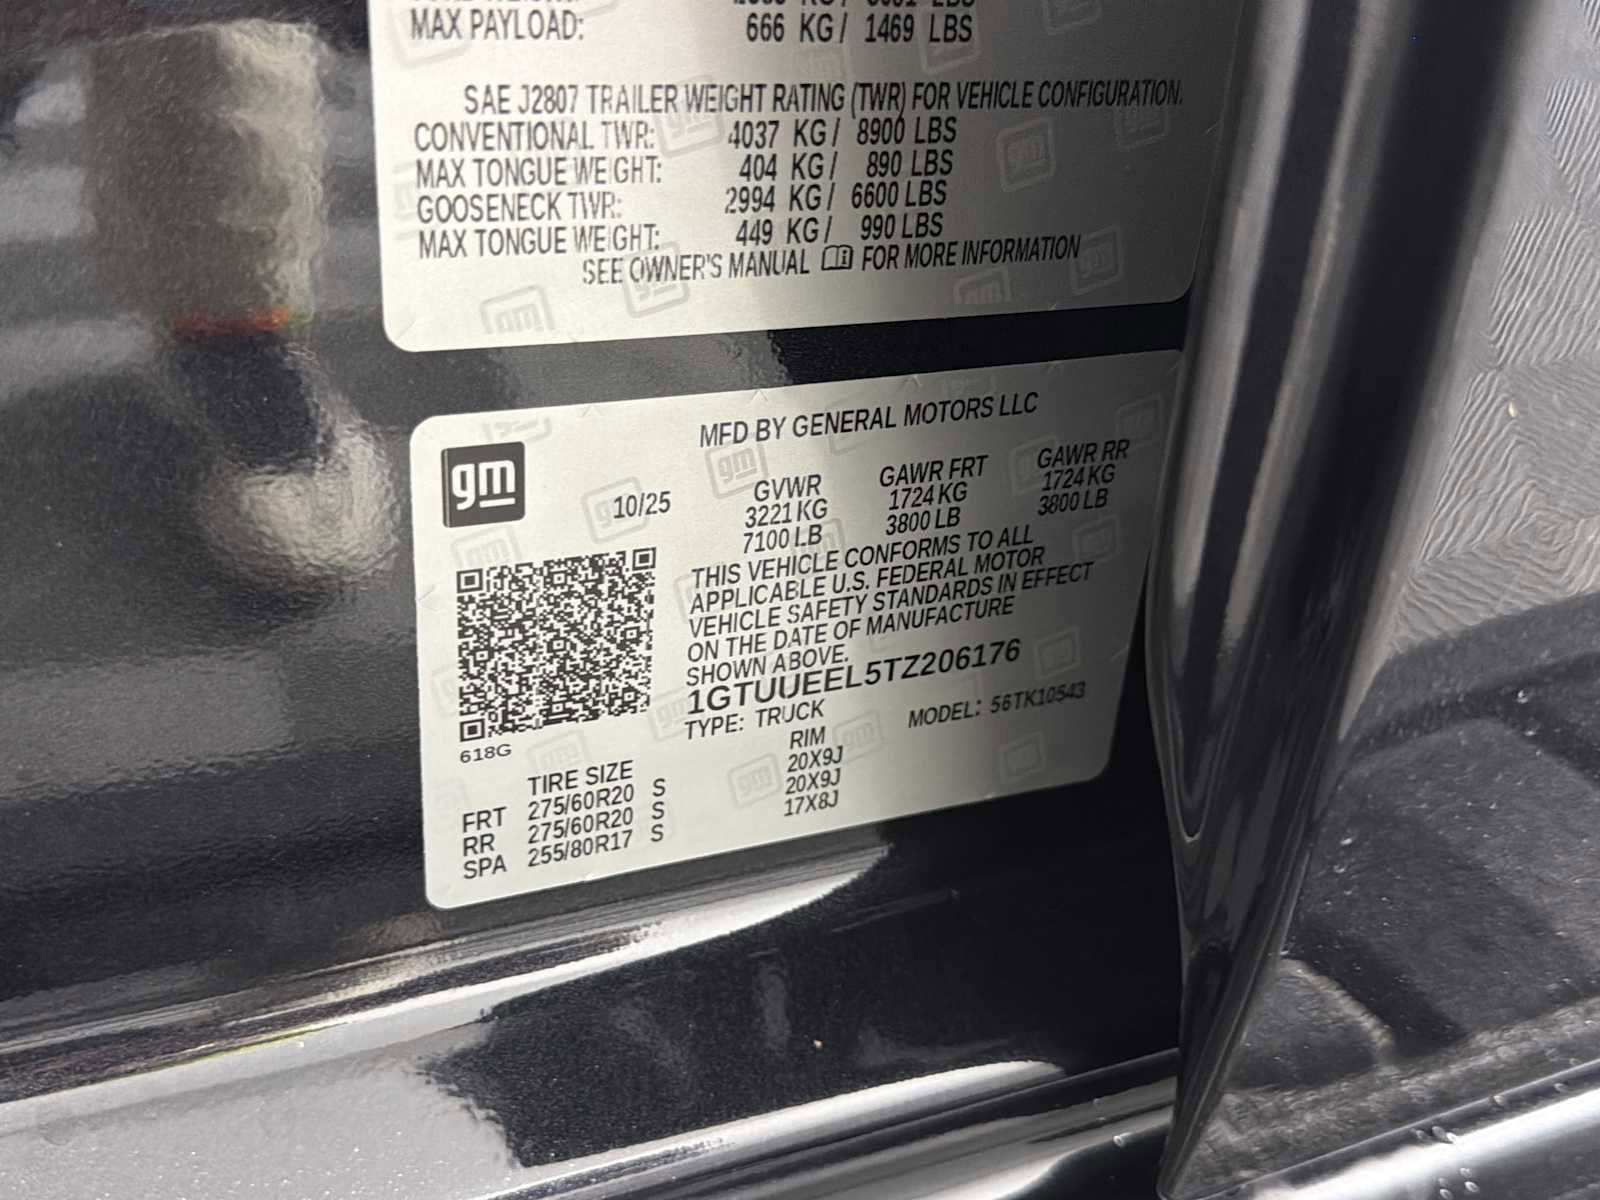 MAX PAYLOAD: 666 KG / 1469 LBS
SAE J2807 TRAILER WEIGHT RATING (TWR) FOR VEHICLE CONFIGURATION.
CONVENTIONAL TWR: 4037 KG / 8900 LBS
MAX TONGUE WEIGHT: 404 KG / 890 LBS
GOOSENECK TWR: 2994 KG / 6600 LBS
MAX TONGUE WEIGHT: 449 KG / 990 LBS
SEE OWNER'S MANUAL FOR MORE INFORMATION
MFD BY GENERAL MOTORS LLC
gm
10/25
GVWR GAWR FRT GAWR RR
3221 KG 1724 KG 1724 KG
7100 LB 3800 LB 3800 LB
THIS VEHICLE CONFORMS TO ALL
APPLICABLE U.S. FEDERAL MOTOR
VEHICLE SAFETY STANDARDS IN EFFECT
ON THE DATE OF MANUFACTURE
SHOWN ABOVE.
1GTUUEEL5TZ206176
TYPE: TRUCK MODEL: 56TK10543
618G
TIRE SIZE RIM
FRT 275/60R20 S 20X9J
RR 275/60R20 S 20X9J
SPA 255/80R17 S 17X8J